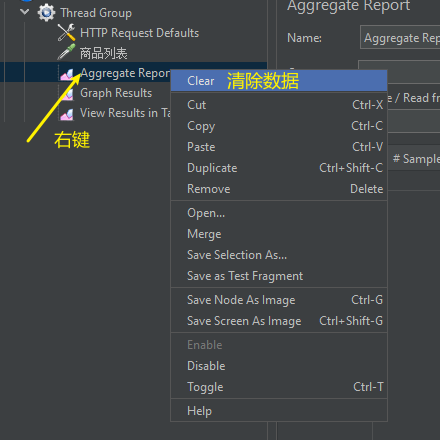 Thread Group
HTTP Request Defaults
商品列表
Aggregate Repor
Graph Results
View Results in Ta
右键
Aggregate Report
Name:
Aggregate Repor
e / Read fr
# Sample
Clear 清除数据
Cut Ctrl-X
Copy Ctrl-C
Paste Ctrl-V
Duplicate Ctrl+Shift-C
Remove Delete
Open...
Merge
Save Selection As...
Save as Test Fragment
Save Node As Image Ctrl-G
Save Screen As Image Ctrl+Shift-G
Enable
Disable
Toggle Ctrl-T
Help